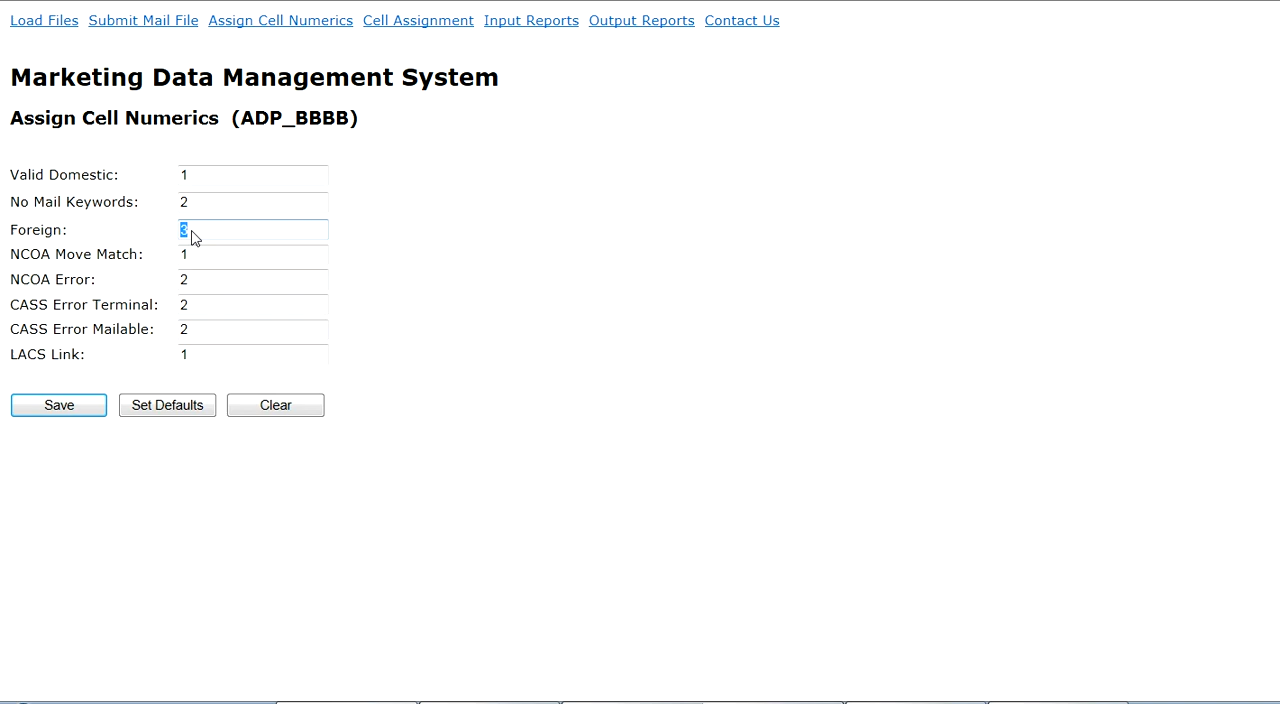 Load Files Submit Mail File Assign Cell Numerics Cell Assignment Input Reports Output Reports Contact Us
Marketing Data Management System
Assign Cell Numerics (ADP_BBBB)
Valid Domestic: 1
No Mail Keywords: 2
Foreign: 3
NCOA Move Match: 1
NCOA Error: 2
CASS Error Terminal: 2
CASS Error Mailable: 2
LACS Link: 1
Save Set Defaults Clear